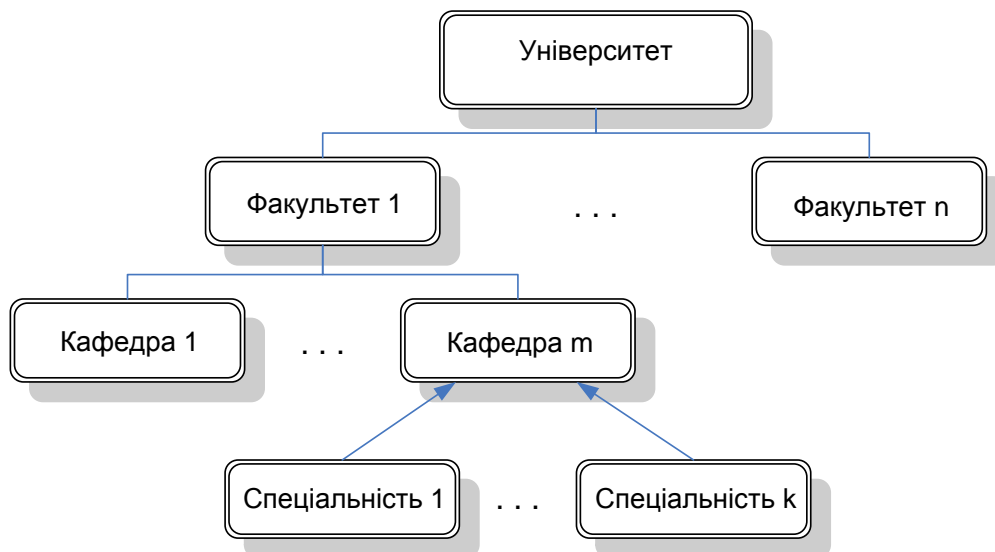 Університет
Факультет 1
. . .
Факультет n
Кафедра 1
. . .
Кафедра m
Спеціальність 1
. . .
Спеціальність k